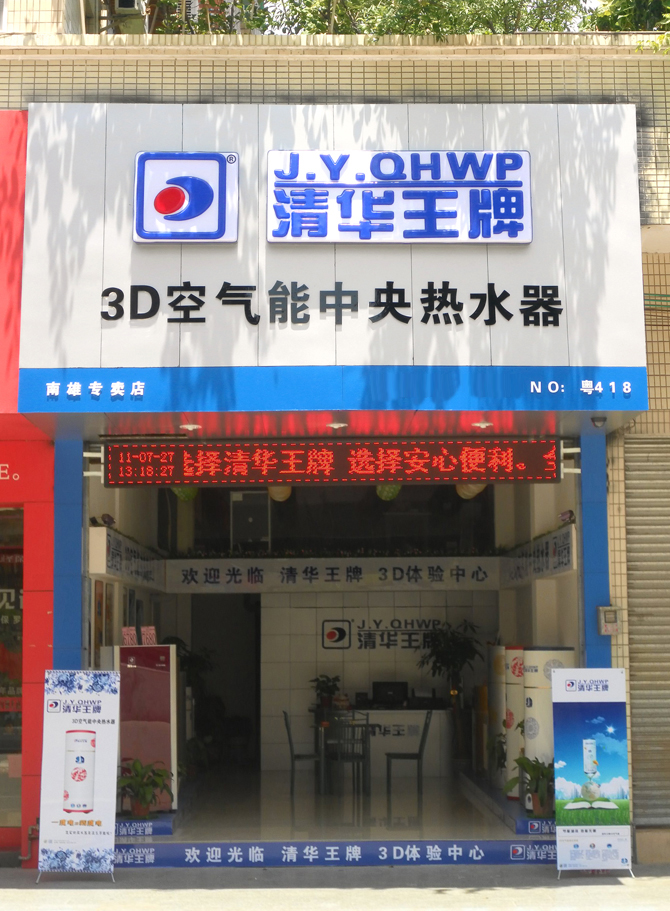 ®
J.Y.QHWP
清华王牌
3D空气能中央热水器
南雄专卖店
NO: 粤418
11-07-27
13:18:27
选择清华王牌 选择安心便利。
欢迎光临 清华王牌 3D体验中心
J.Y.QHWP
清华王牌
J.Y.QHWP
清华王牌
3D空气能中央热水器
J.Y.QHWP
清华王牌
欢迎光临 清华王牌 3D体验中心
E。